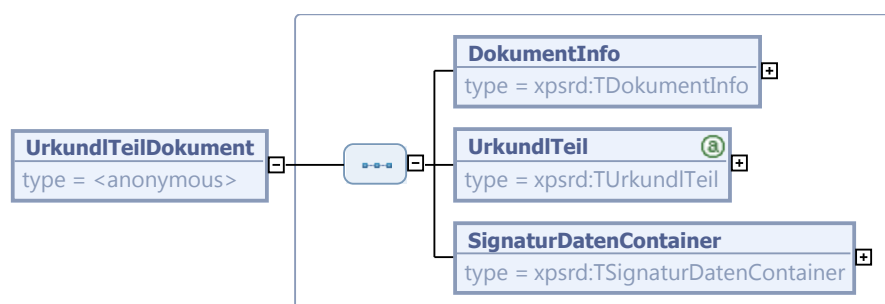 DokumentInfo
type = xpsrd:TDokumentInfo
UrkundlTeilDokument
type = <anonymous>
UrkundlTeil
type = xpsrd:TUrkundlTeil
SignaturDatenContainer
type = xpsrd:TSignaturDatenContainer